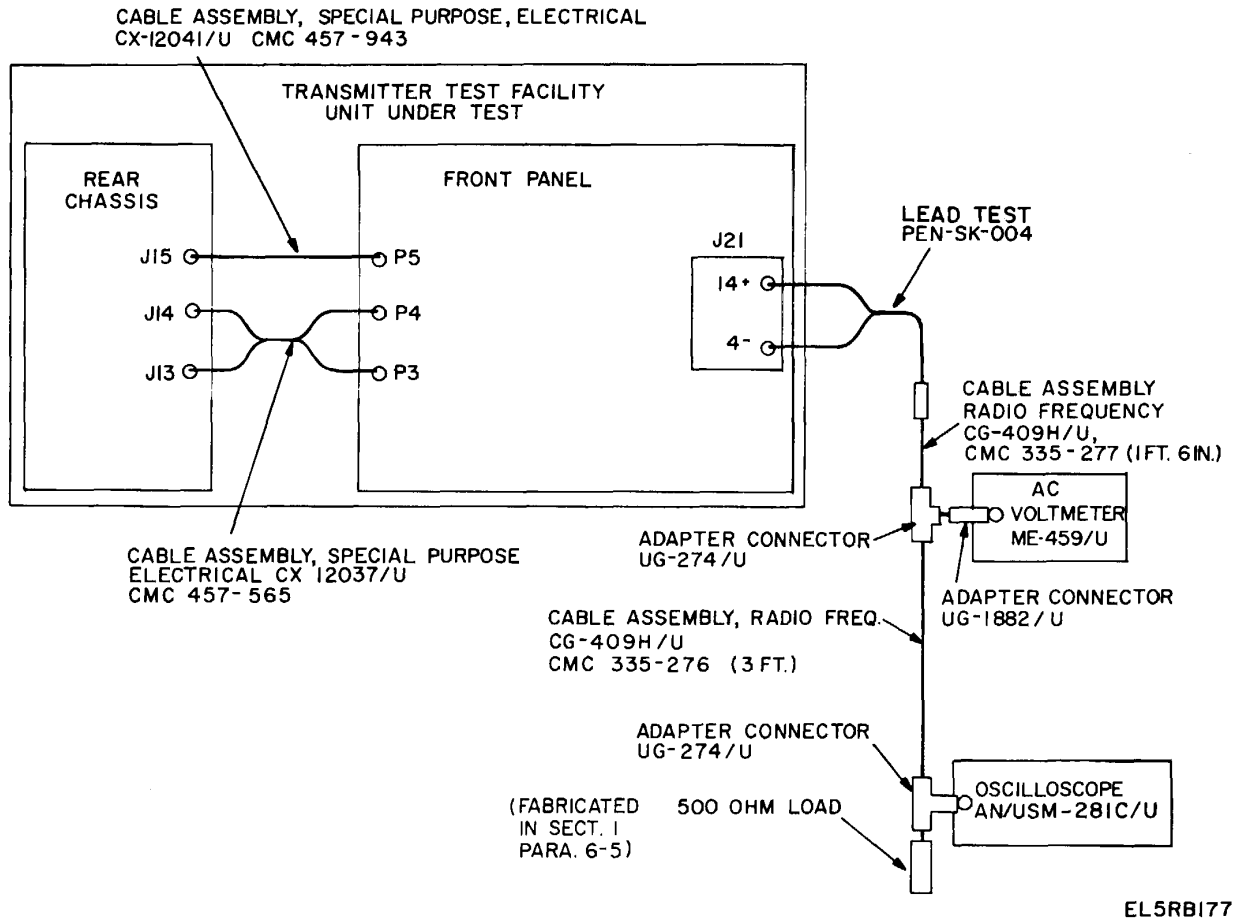 CABLE ASSEMBLY, SPECIAL PURPOSE, ELECTRICAL
CX-12041/U CMC 457-943
TRANSMITTER TEST FACILITY
UNIT UNDER TEST
REAR
CHASSIS
FRONT PANEL
J15
P5
J14
P4
J13
P3
J21
14+
4-
LEAD TEST
PEN-SK-004
CABLE ASSEMBLY
RADIO FREQUENCY
CG-409H/U,
CMC 335-277 (1FT. 6IN.)
AC
VOLTMETER
ME-459/U
ADAPTER CONNECTOR
UG-274/U
ADAPTER CONNECTOR
UG-1882/U
CABLE ASSEMBLY, SPECIAL PURPOSE
ELECTRICAL CX 12037/U
CMC 457-565
CABLE ASSEMBLY, RADIO FREQ.
CG-409H/U
CMC 335-276 (3 FT.)
ADAPTER CONNECTOR
UG-274/U
OSCILLOSCOPE
AN/USM-281C/U
(FABRICATED
IN SECT. I
PARA. 6-5)
500 OHM LOAD
EL5RB177